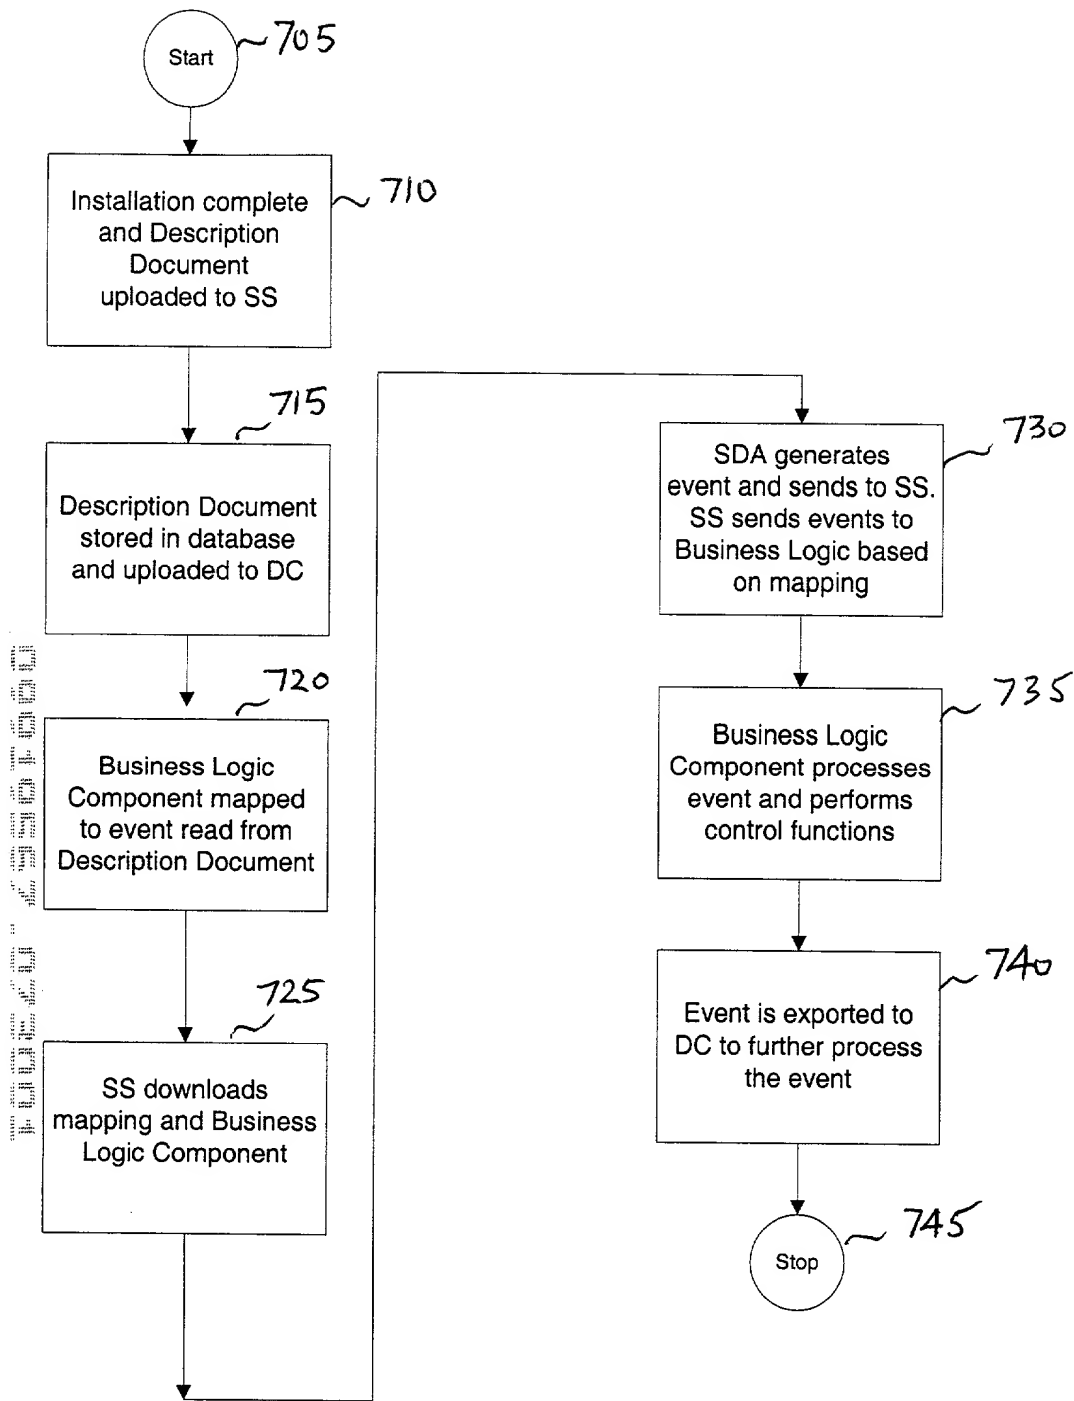 Start
705
Installation complete
and Description
Document
uploaded to SS
710
715
Description Document
stored in database
and uploaded to DC
720
Business Logic
Component mapped
to event read from
Description Document
725
SS downloads
mapping and Business
Logic Component
730
SDA generates
event and sends to SS.
SS sends events to
Business Logic based
on mapping
735
Business Logic
Component processes
event and performs
control functions
740
Event is exported to
DC to further process
the event
745
Stop